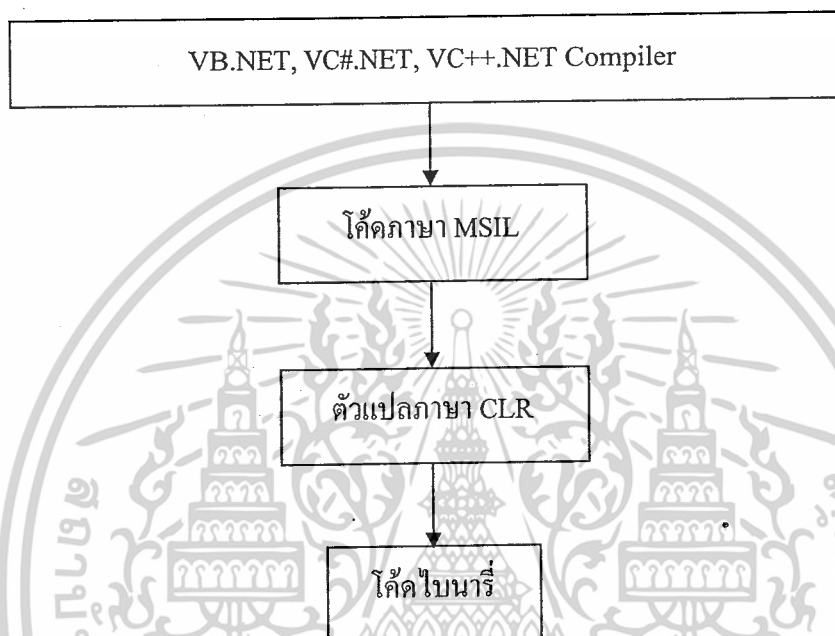 VB.NET, VC#.NET, VC++.NET Compiler
โค้ดภาษา MSIL
ตัวแปลภาษา CLR
โค้ดไบนารี่